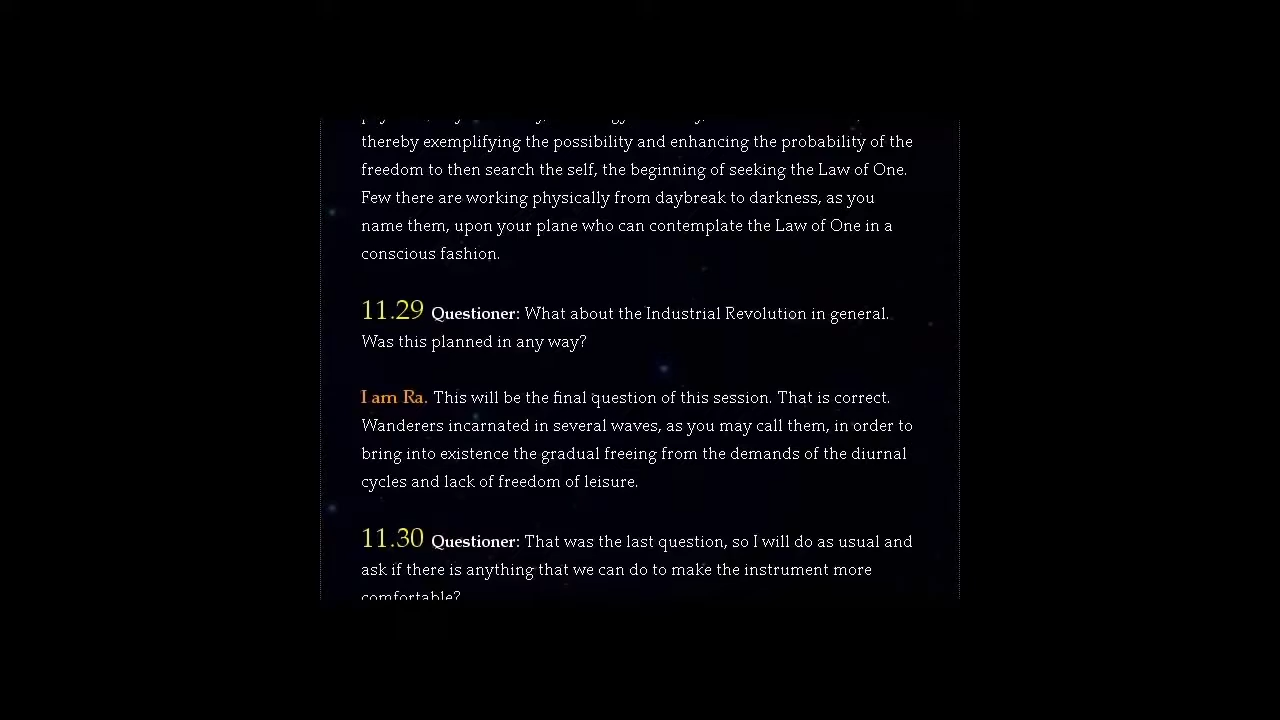 thereby exemplifying the possibility and enhancing the probability of the
freedom to then search the self, the beginning of seeking the Law of One.
Few there are working physically from daybreak to darkness, as you
name them, upon your plane who can contemplate the Law of One in a
conscious fashion.
11.29 Questioner: What about the Industrial Revolution in general.
Was this planned in any way?
I am Ra. This will be the final question of this session. That is correct.
Wanderers incarnated in several waves, as you may call them, in order to
bring into existence the gradual freeing from the demands of the diurnal
cycles and lack of freedom of leisure.
11.30 Questioner: That was the last question, so I will do as usual and
ask if there is anything that we can do to make the instrument more
comfortable?